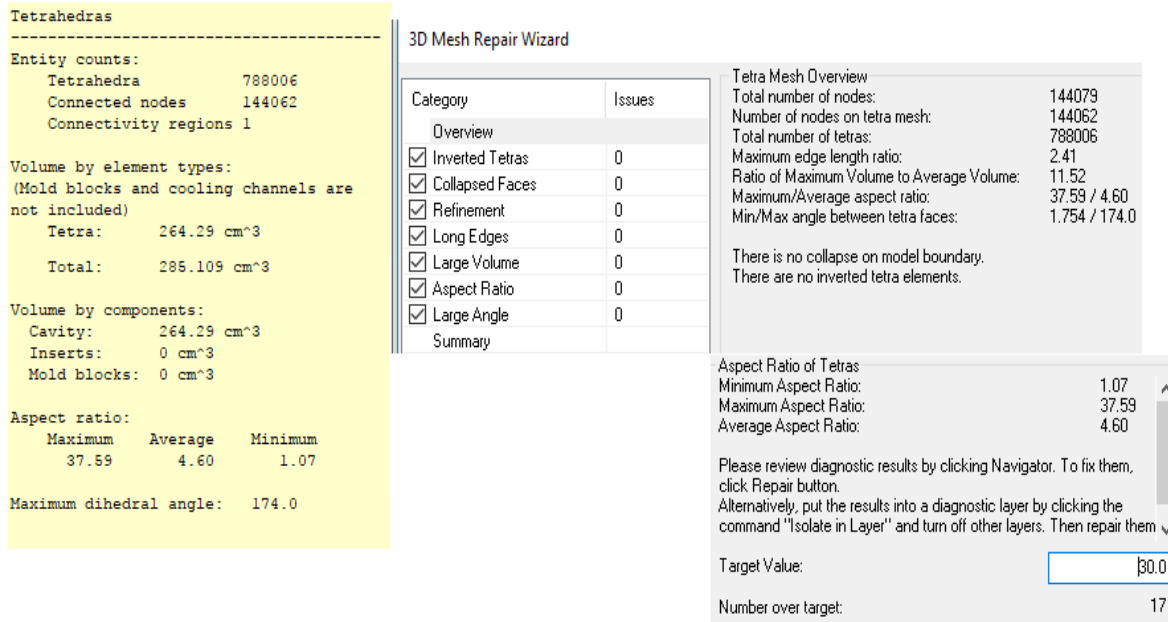 Tetrahedras
----------------------------------------
Entity counts:
Tetrahedra 788006
Connected nodes 144062
Connectivity regions 1
Volume by element types:
(Mold blocks and cooling channels are
not included)
Tetra: 264.29 cm^3
Total: 285.109 cm^3
Volume by components:
Cavity: 264.29 cm^3
Inserts: 0 cm^3
Mold blocks: 0 cm^3
Aspect ratio:
Maximum Average Minimum
37.59 4.60 1.07
Maximum dihedral angle: 174.0
3D Mesh Repair Wizard
Category Issues
Overview
Inverted Tetras 0
Collapsed Faces 0
Refinement 0
Long Edges 0
Large Volume 0
Aspect Ratio 0
Large Angle 0
Summary
Tetra Mesh Overview
Total number of nodes: 144079
Number of nodes on tetra mesh: 144062
Total number of tetras: 788006
Maximum edge length ratio: 2.41
Ratio of Maximum Volume to Average Volume: 11.52
Maximum/Average aspect ratio: 37.59 / 4.60
Min/Max angle between tetra faces: 1.754 / 174.0
There is no collapse on model boundary.
There are no inverted tetra elements.
Aspect Ratio of Tetras
Minimum Aspect Ratio: 1.07
Maximum Aspect Ratio: 37.59
Average Aspect Ratio: 4.60
Please review diagnostic results by clicking Navigator. To fix them,
click Repair button.
Alternatively, put the results into a diagnostic layer by clicking the
command "Isolate in Layer" and turn off other layers. Then repair them
Target Value: 30.0
Number over target: 17